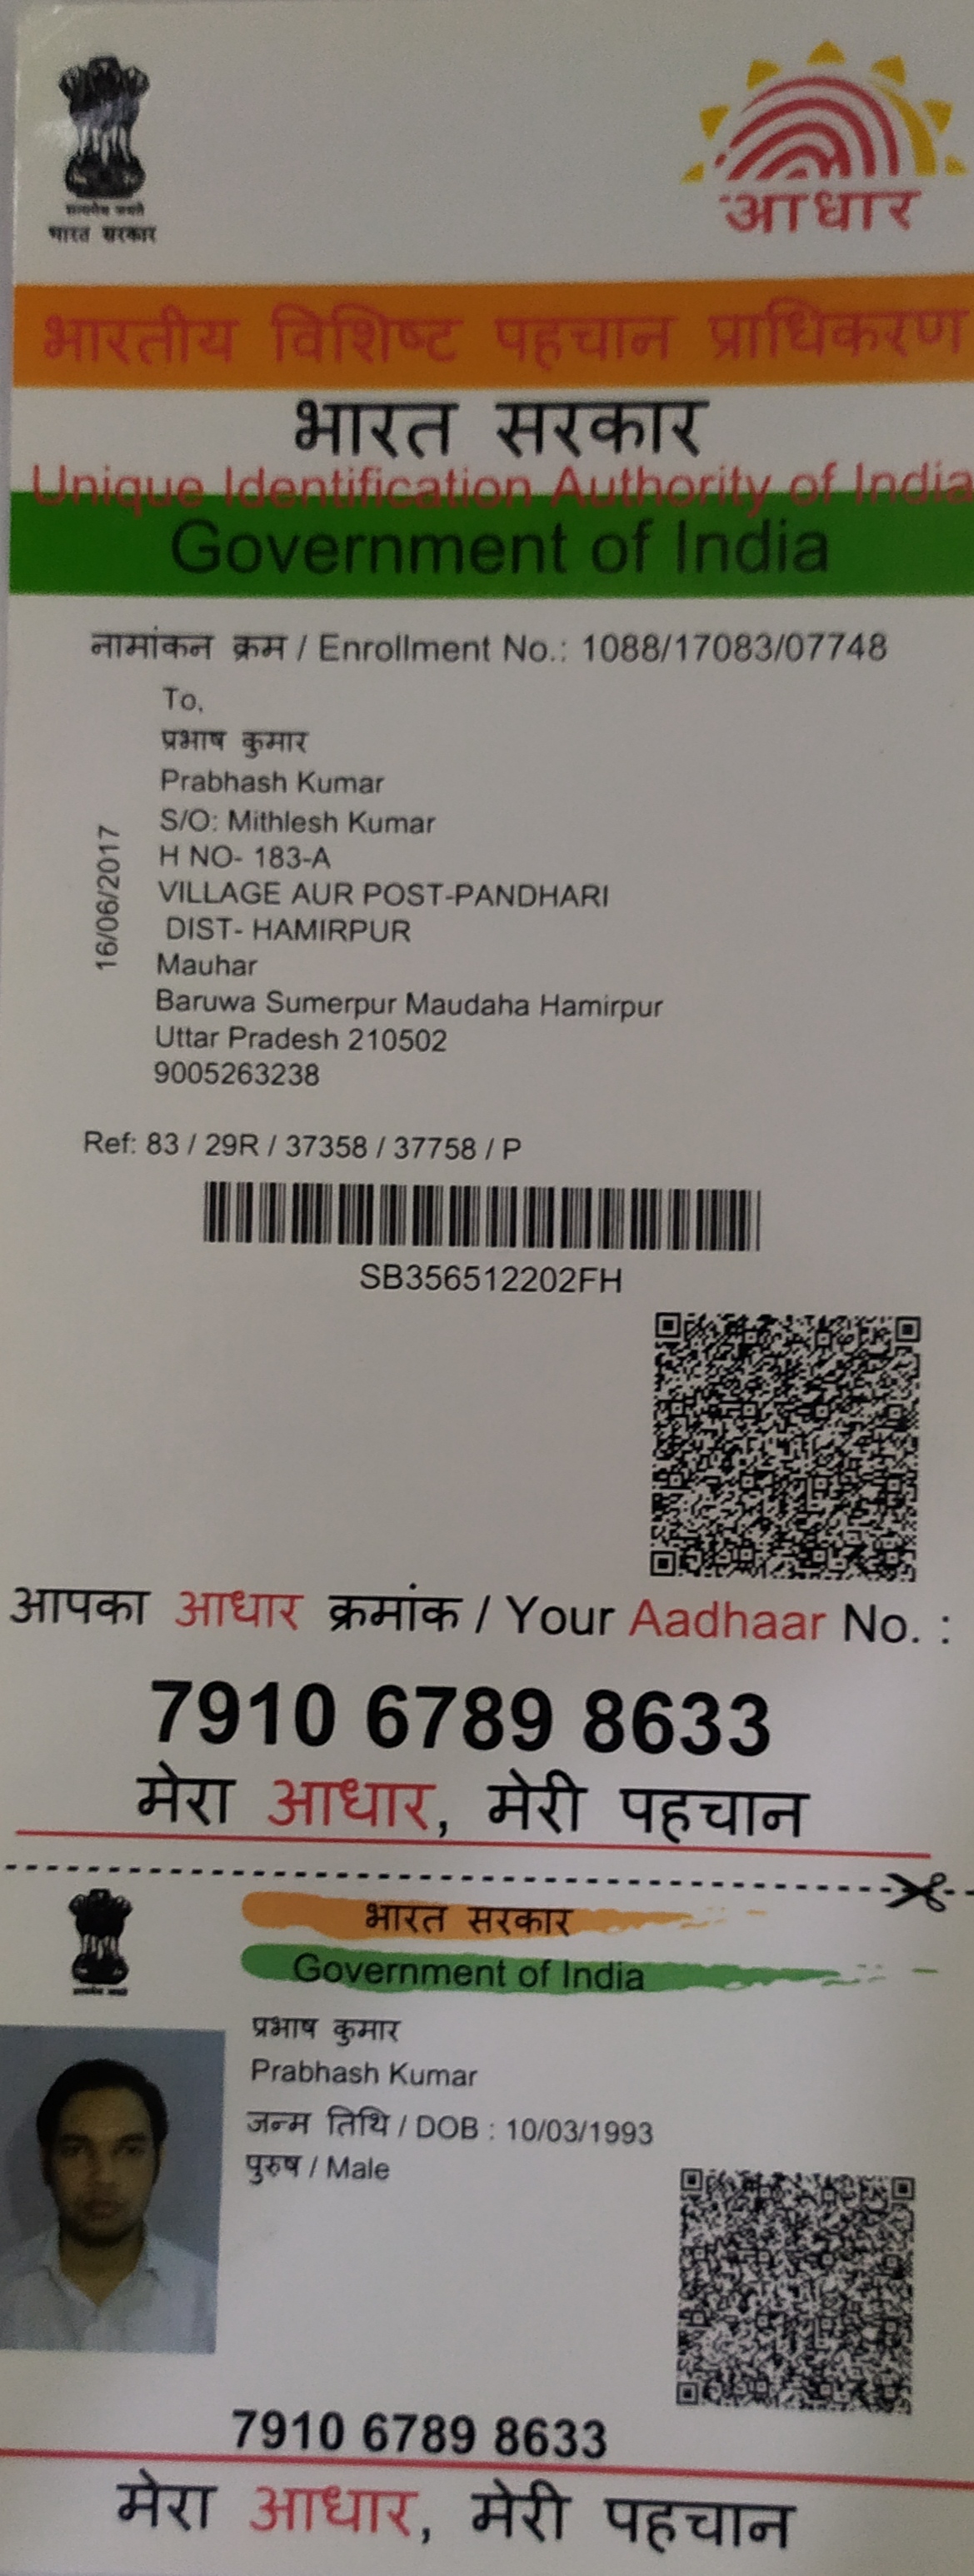 सत्यमेव जयते
भारत सरकार
आधार
भारतीय विशिष्ट पहचान प्राधिकरण
भारत सरकार
Unique Identification Authority of India
Government of India
नामांकन क्रम / Enrollment No.: 1088/17083/07748
To,
प्रभाष कुमार
Prabhash Kumar
S/O: Mithlesh Kumar
H NO- 183-A
VILLAGE AUR POST-PANDHARI
DIST- HAMIRPUR
Mauhar
Baruwa Sumerpur Maudaha Hamirpur
Uttar Pradesh 210502
9005263238
16/06/2017
Ref: 83 / 29R / 37358 / 37758 / P
SB356512202FH
आपका आधार क्रमांक / Your Aadhaar No. :
7910 6789 8633
मेरा आधार, मेरी पहचान
भारत सरकार
Government of India
प्रभाष कुमार
Prabhash Kumar
जन्म तिथि / DOB : 10/03/1993
पुरुष / Male
7910 6789 8633
मेरा आधार, मेरी पहचान